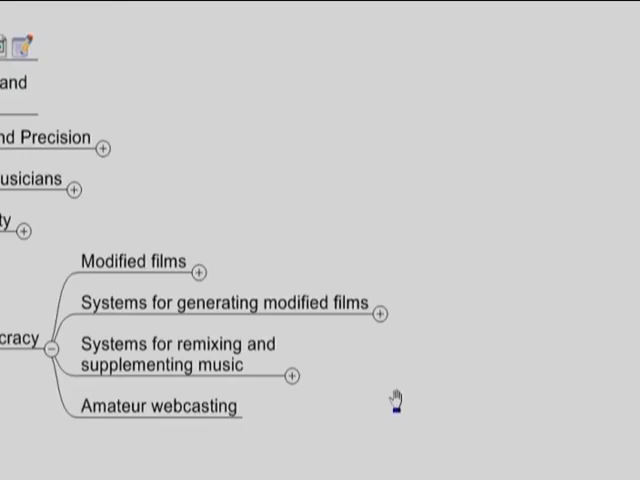 and
nd Precision
usicians
ty
Modified films
Systems for generating modified films
cracy
Systems for remixing and
supplementing music
Amateur webcasting